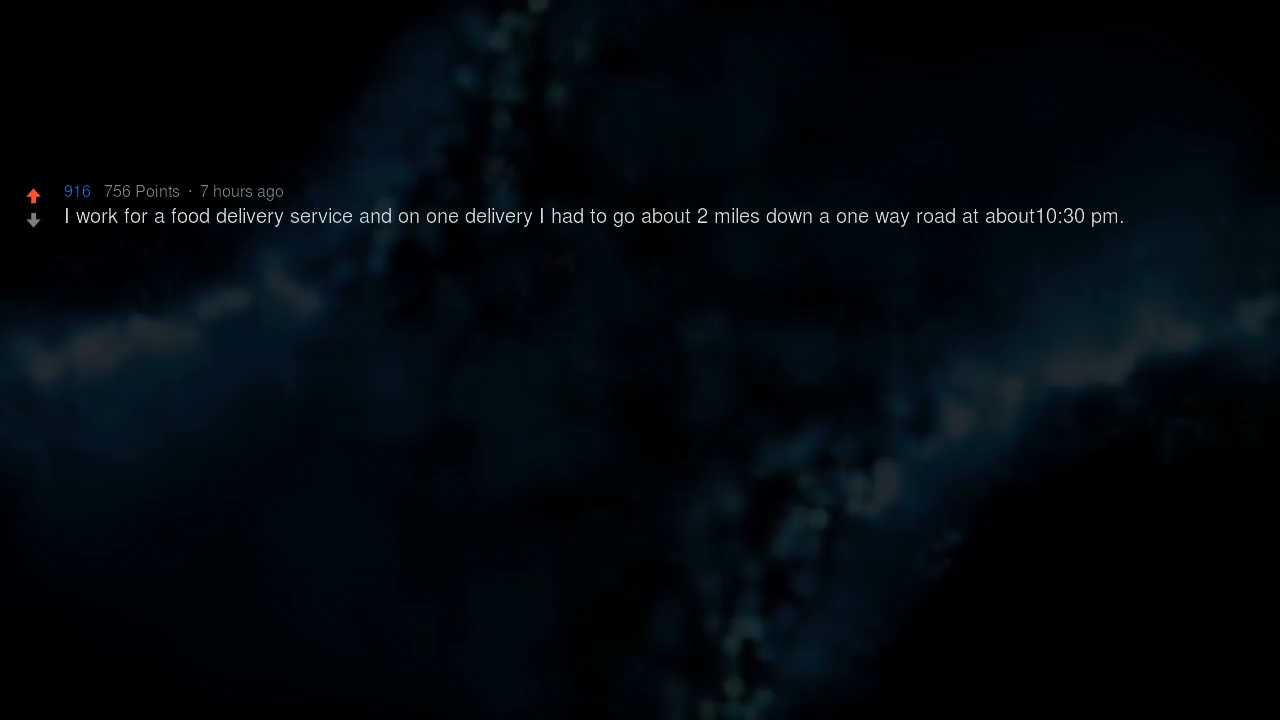 916 756 Points · 7 hours ago
I work for a food delivery service and on one delivery I had to go about 2 miles down a one way road at about10:30 pm.